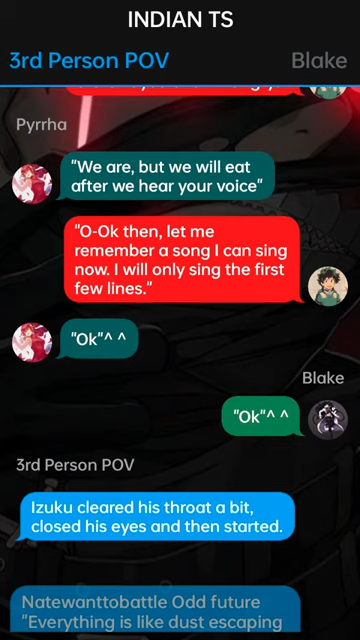 INDIAN TS
3rd Person POV
Blake
Pyrrha
"We are, but we will eat
after we hear your voice"
"O-Ok then, let me
remember a song I can sing
now. I will only sing the first
few lines."
"Ok"^ ^
Blake
"Ok"^ ^
3rd Person POV
Izuku cleared his throat a bit,
closed his eyes and then started.
Natewanttobattle Odd future
"Everything is like dust escaping